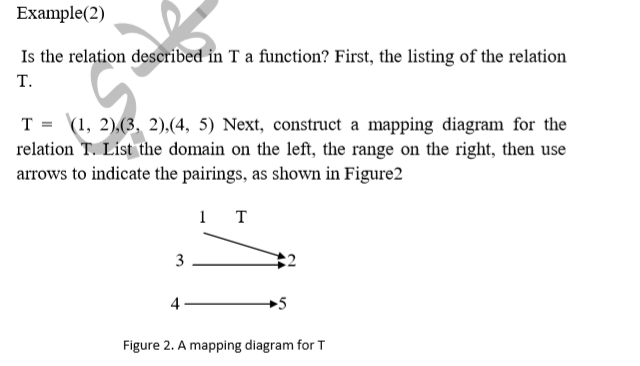 Example(2)
Is the relation described in T a function? First, the listing of the relation
T.
T = (1, 2),(3, 2),(4, 5) Next, construct a mapping diagram for the
relation T. List the domain on the left, the range on the right, then use
arrows to indicate the pairings, as shown in Figure2
1 T
3 2
4 5
Figure 2. A mapping diagram for T